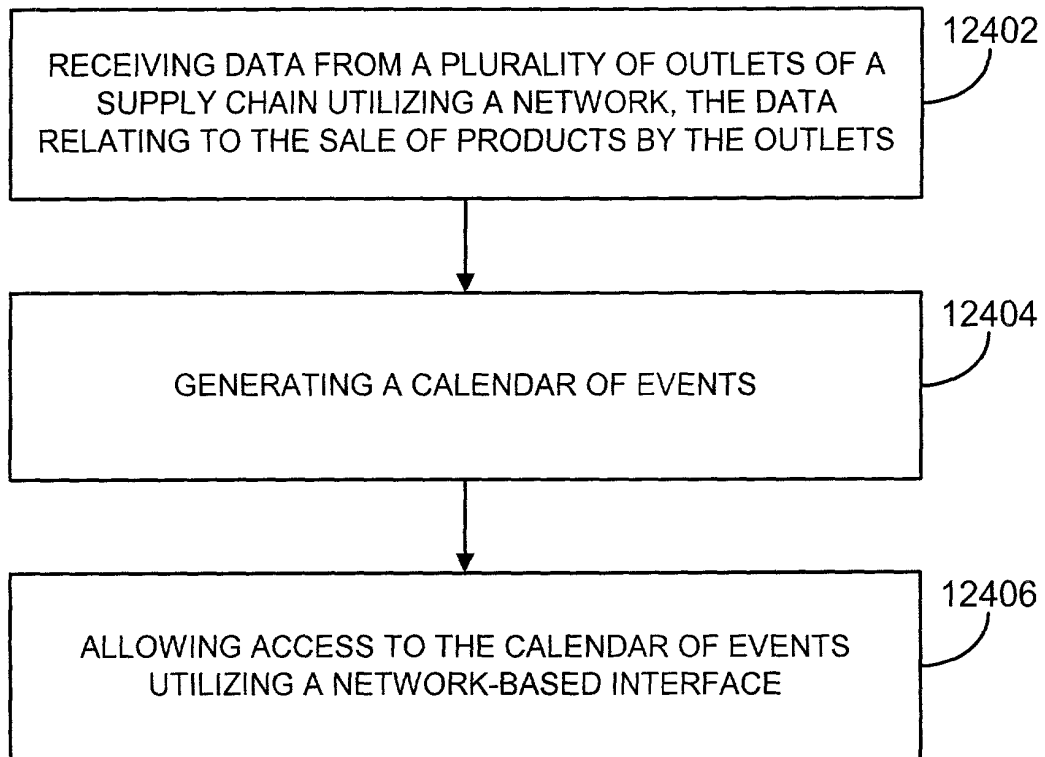 12402
RECEIVING DATA FROM A PLURALITY OF OUTLETS OF A
SUPPLY CHAIN UTILIZING A NETWORK, THE DATA
RELATING TO THE SALE OF PRODUCTS BY THE OUTLETS
12404
GENERATING A CALENDAR OF EVENTS
12406
ALLOWING ACCESS TO THE CALENDAR OF EVENTS
UTILIZING A NETWORK-BASED INTERFACE